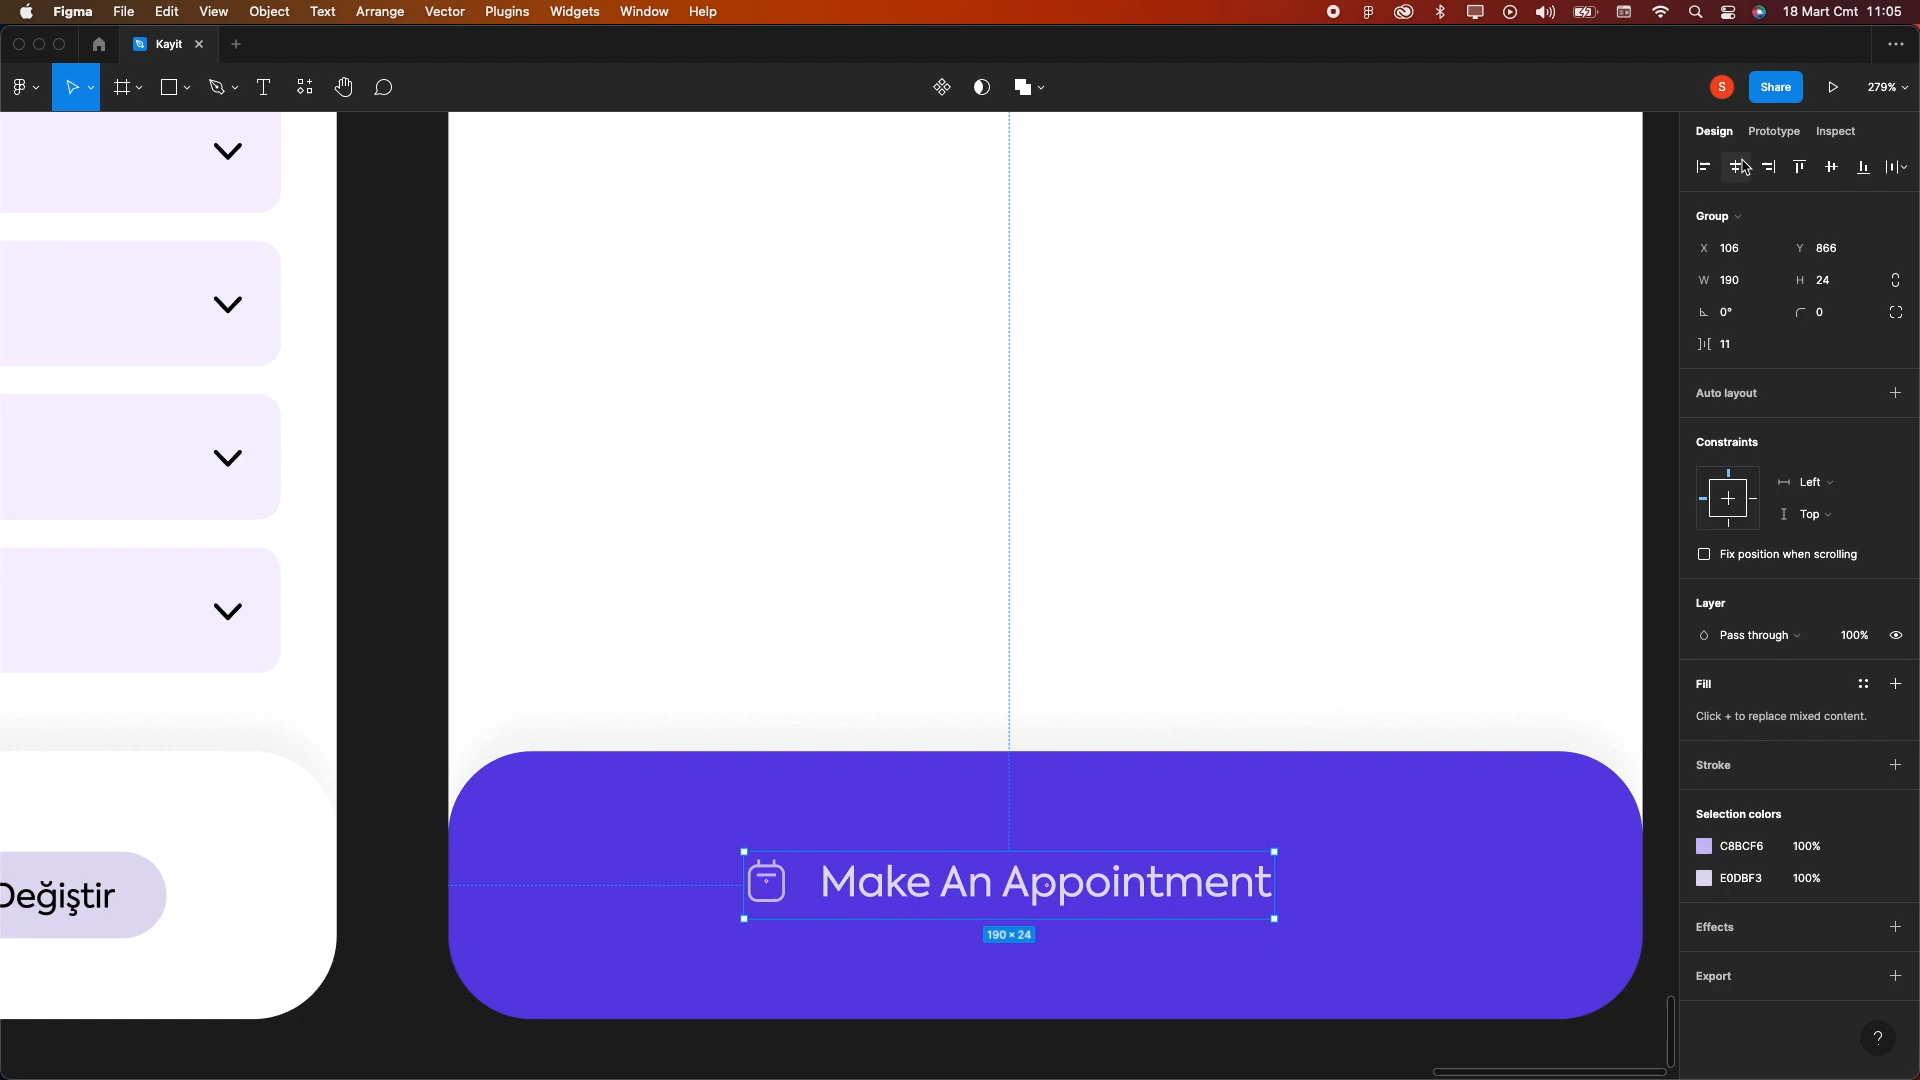 Figma File Edit View Object Text Arrange Vector Plugins Widgets Window Help 18 Mart Cmt 11:05
Kayit
S Share 279%
Design Prototype Inspect
Group
X 106 Y 866
W 190 H 24
0° 0
11
Auto layout
Constraints
Left
Top
Fix position when scrolling
Layer
Pass through 100%
Fill
Click + to replace mixed content.
Stroke
Selection colors
C8BCF6 100%
E0DBF3 100%
Effects
Export
?
Değiştir
Make An Appointment
190 × 24